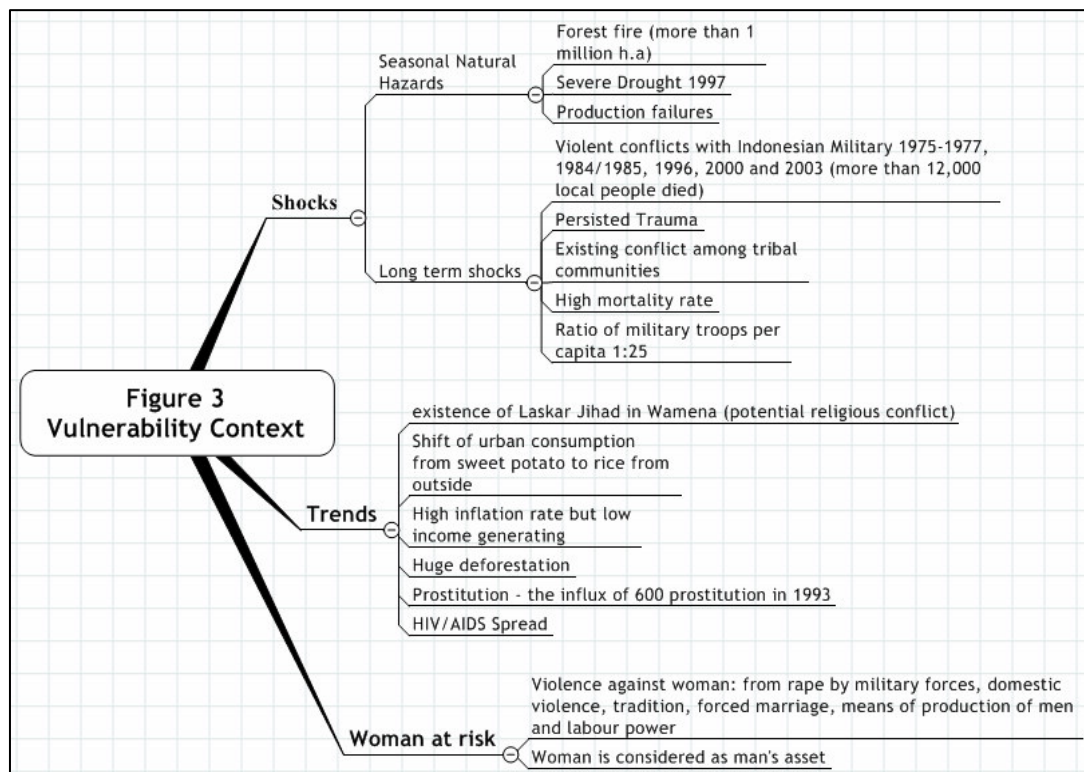 Figure 3
Vulnerability Context
Shocks
Seasonal Natural
Hazards
Forest fire (more than 1
million h.a)
Severe Drought 1997
Production failures
Long term shocks
Violent conflicts with Indonesian Military 1975-1977,
1984/1985, 1996, 2000 and 2003 (more than 12,000
local people died)
Persisted Trauma
Existing conflict among tribal
communities
High mortality rate
Ratio of military troops per
capita 1:25
Trends
existence of Laskar Jihad in Wamena (potential religious conflict)
Shift of urban consumption
from sweet potato to rice from
outside
High inflation rate but low
income generating
Huge deforestation
Prostitution - the influx of 600 prostitution in 1993
HIV/AIDS Spread
Woman at risk
Violence against woman: from rape by military forces, domestic
violence, tradition, forced marriage, means of production of men
and labour power
Woman is considered as man's asset